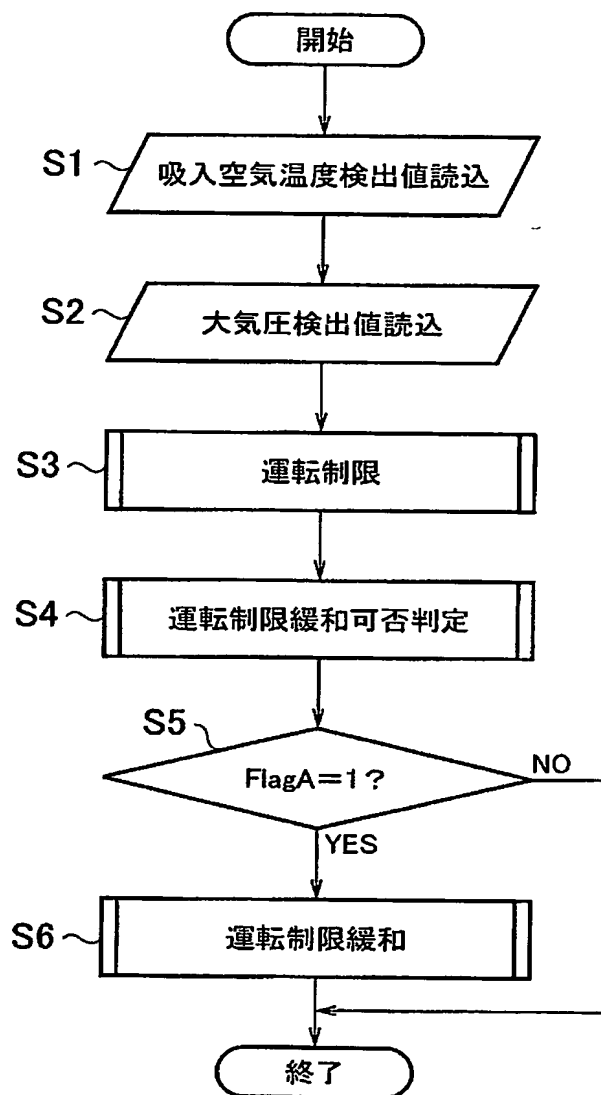 開始
S1
吸入空気温度検出値読込
S2
大気圧検出値読込
S3
運転制限
S4
運転制限緩和可否判定
S5
FlagA=1?
NO
YES
S6
運転制限緩和
終了